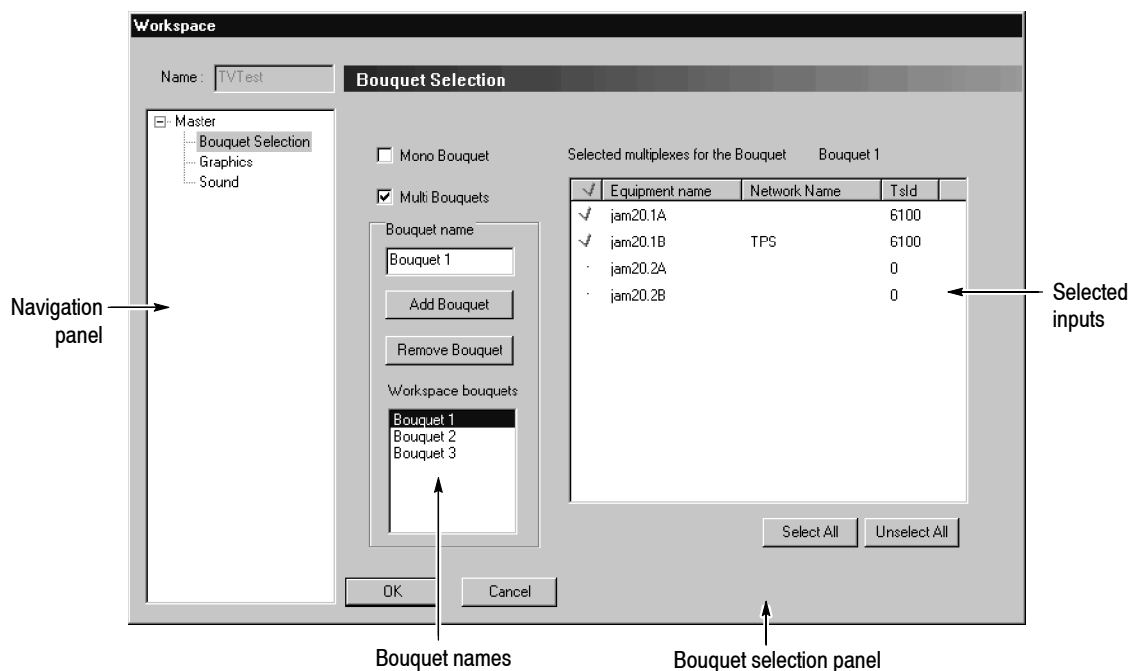 Workspace
Name : TVTest
Bouquet Selection
Master
Bouquet Selection
Graphics
Sound
Mono Bouquet
Multi Bouquets
Bouquet name
Bouquet 1
Add Bouquet
Remove Bouquet
Workspace bouquets
Bouquet 1
Bouquet 2
Bouquet 3
Selected multiplexes for the Bouquet Bouquet 1
Equipment name Network Name TsId
jam20.1A 6100
jam20.1B TPS 6100
jam20.2A 0
jam20.2B 0
Select All Unselect All
OK Cancel
Navigation
panel
Selected
inputs
Bouquet names
Bouquet selection panel